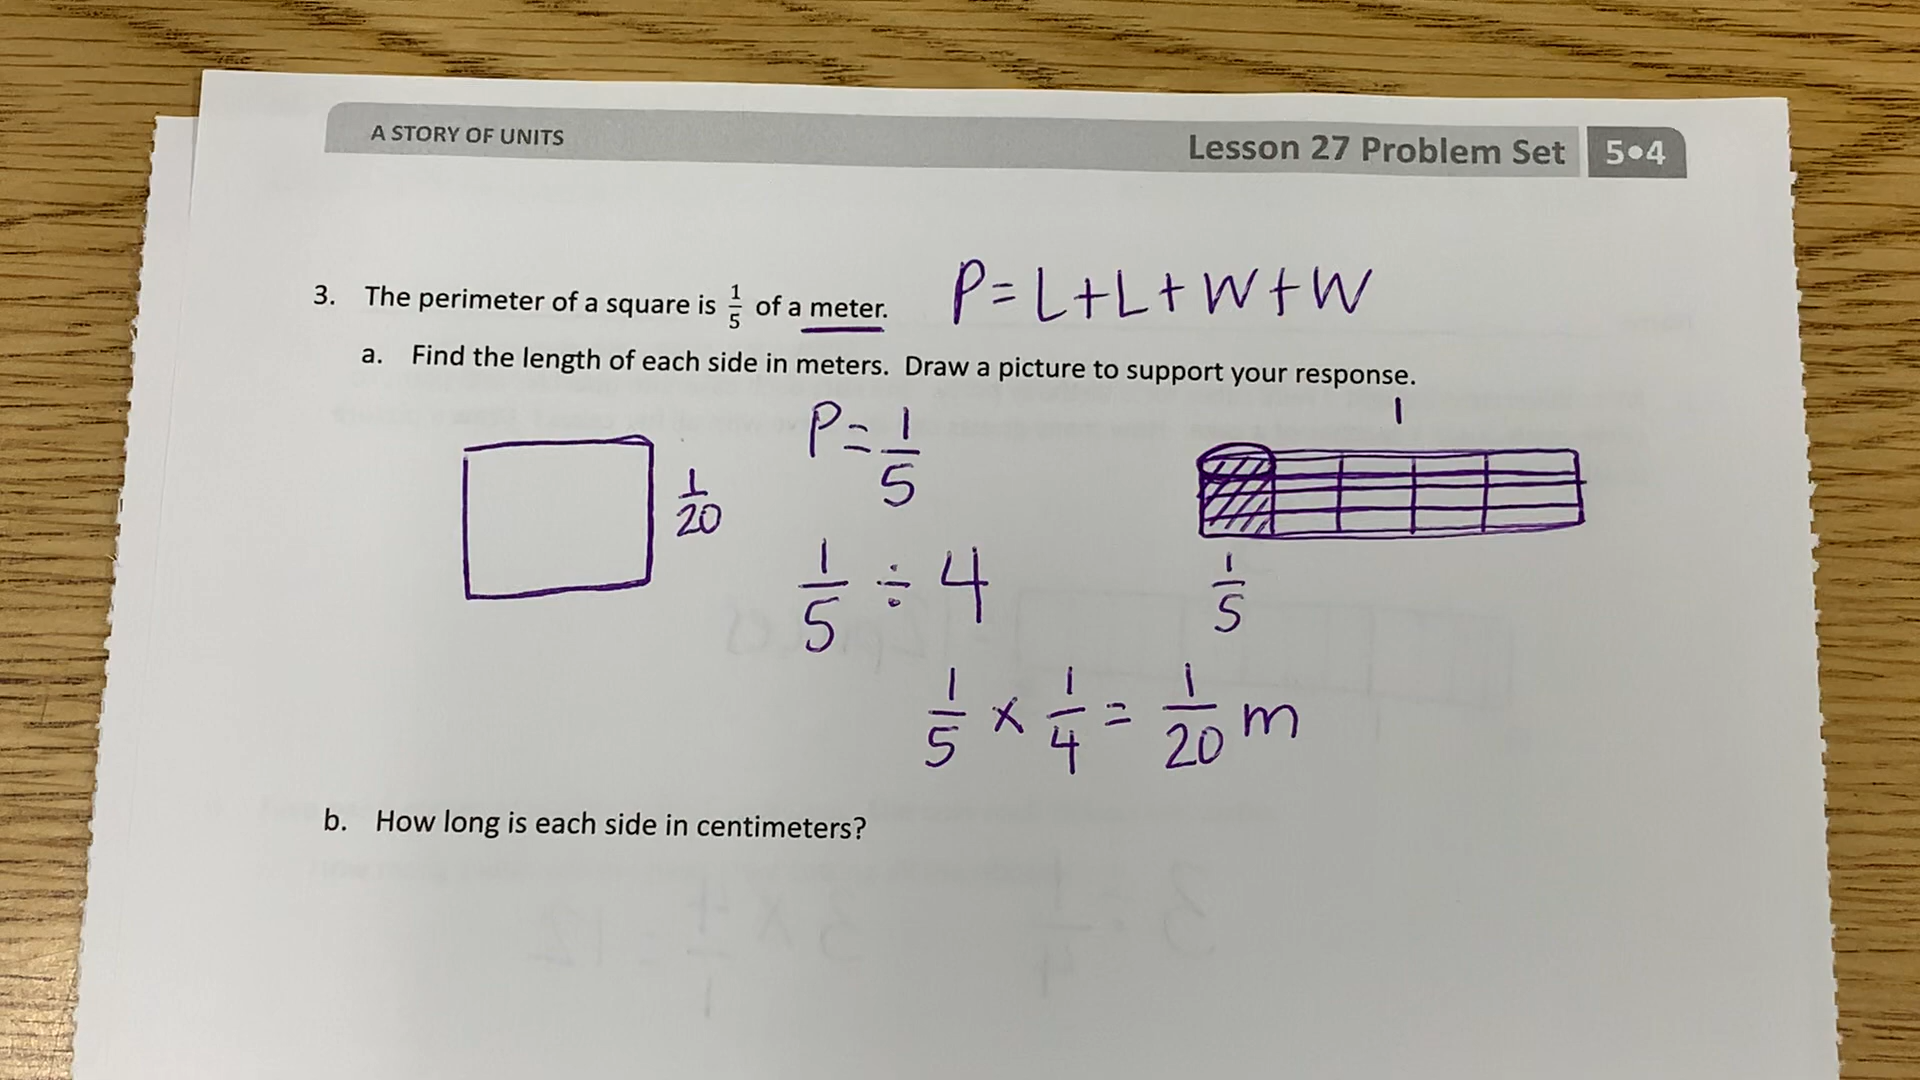 A STORY OF UNITS
Lesson 27 Problem Set 5•4
3. The perimeter of a square is 1/5 of a meter.
P = L + L + W + W
a. Find the length of each side in meters. Draw a picture to support your response.
P = 1/5
1
1/20
1/5 ÷ 4
1/5
1/5 × 1/4 = 1/20 m
b. How long is each side in centimeters?